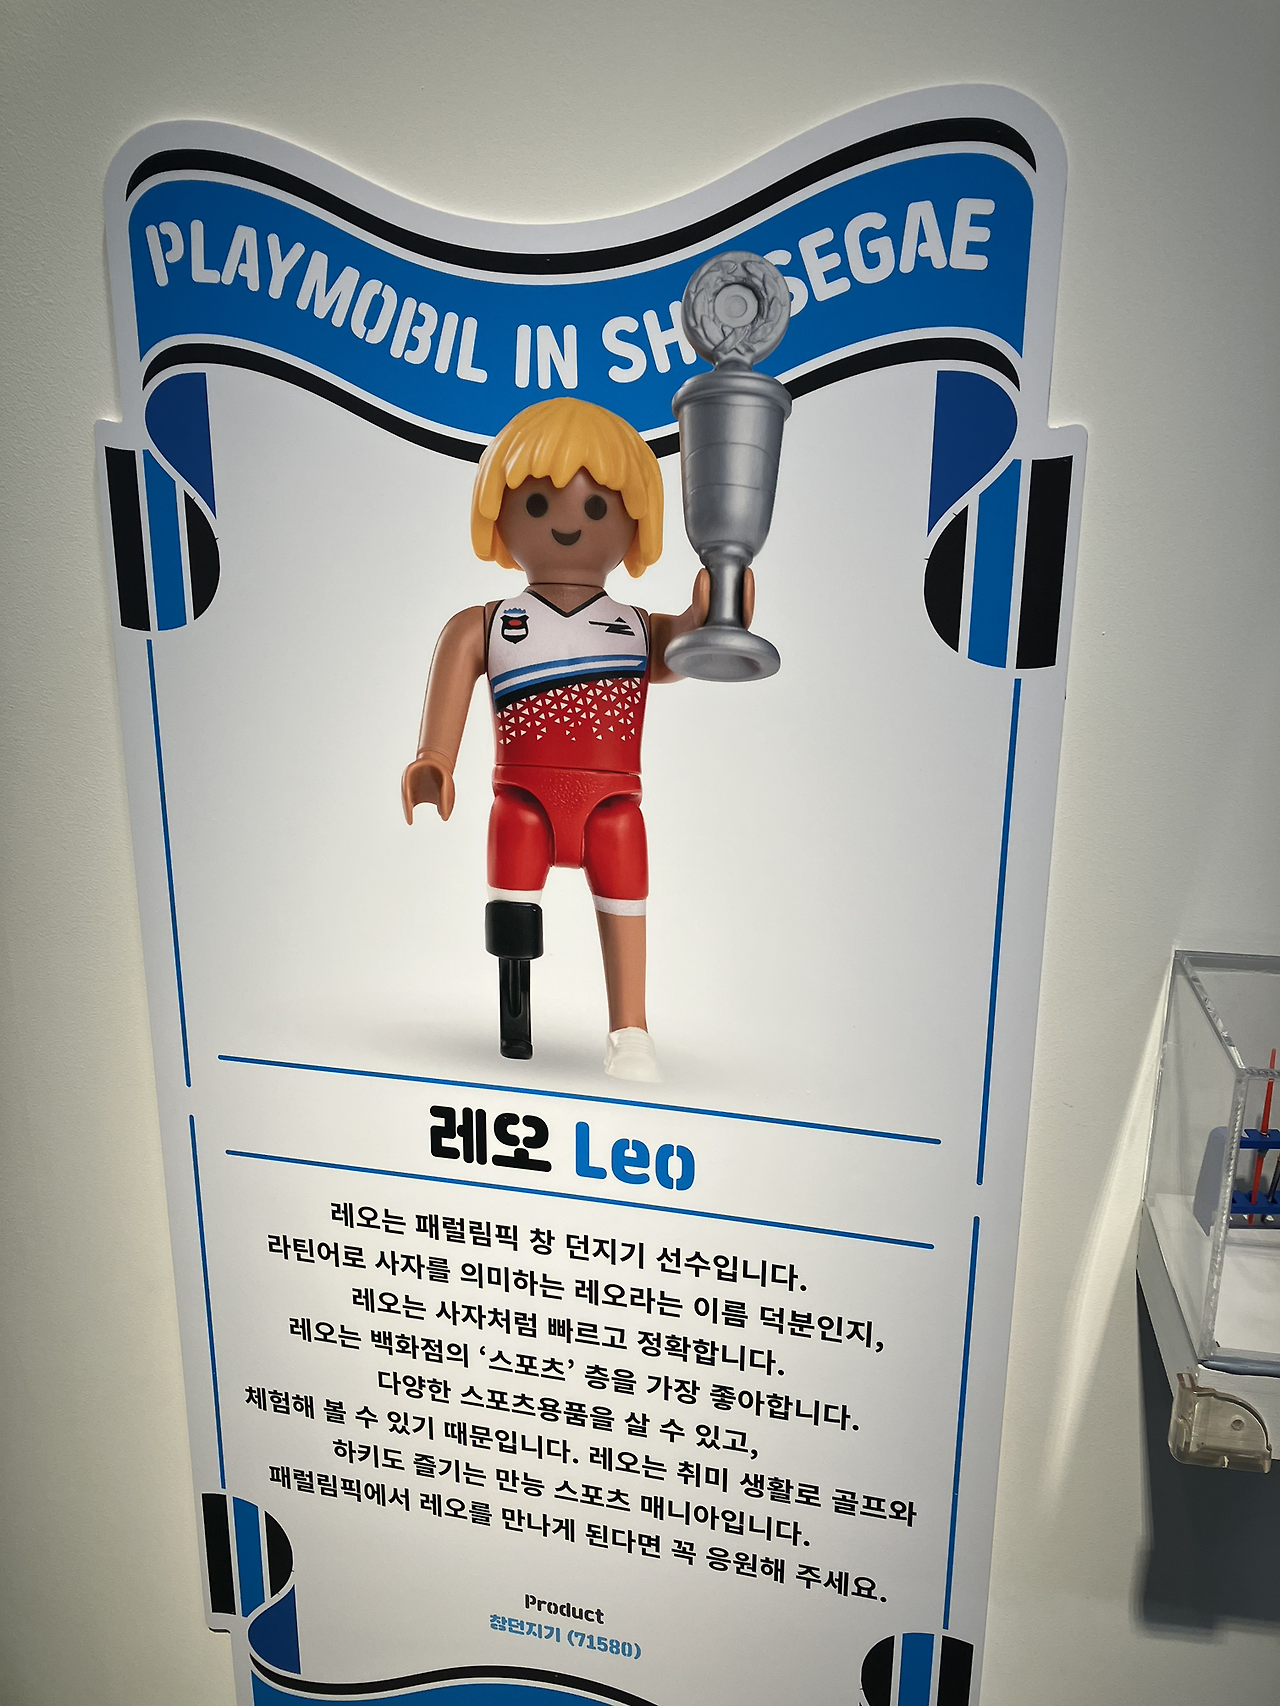 PLAYMOBIL IN SH SEGAE
레오 Leo
레오는 패럴림픽 창 던지기 선수입니다.
라틴어로 사자를 의미하는 레오라는 이름 덕분인지,
레오는 사자처럼 빠르고 정확합니다.
레오는 백화점의 ‘스포츠’ 층을 가장 좋아합니다.
다양한 스포츠용품을 살 수 있고,
체험해 볼 수 있기 때문입니다. 레오는 취미 생활로 골프와
하키도 즐기는 만능 스포츠 매니아입니다.
패럴림픽에서 레오를 만나게 된다면 꼭 응원해 주세요.
Product
창던지기 (71580)